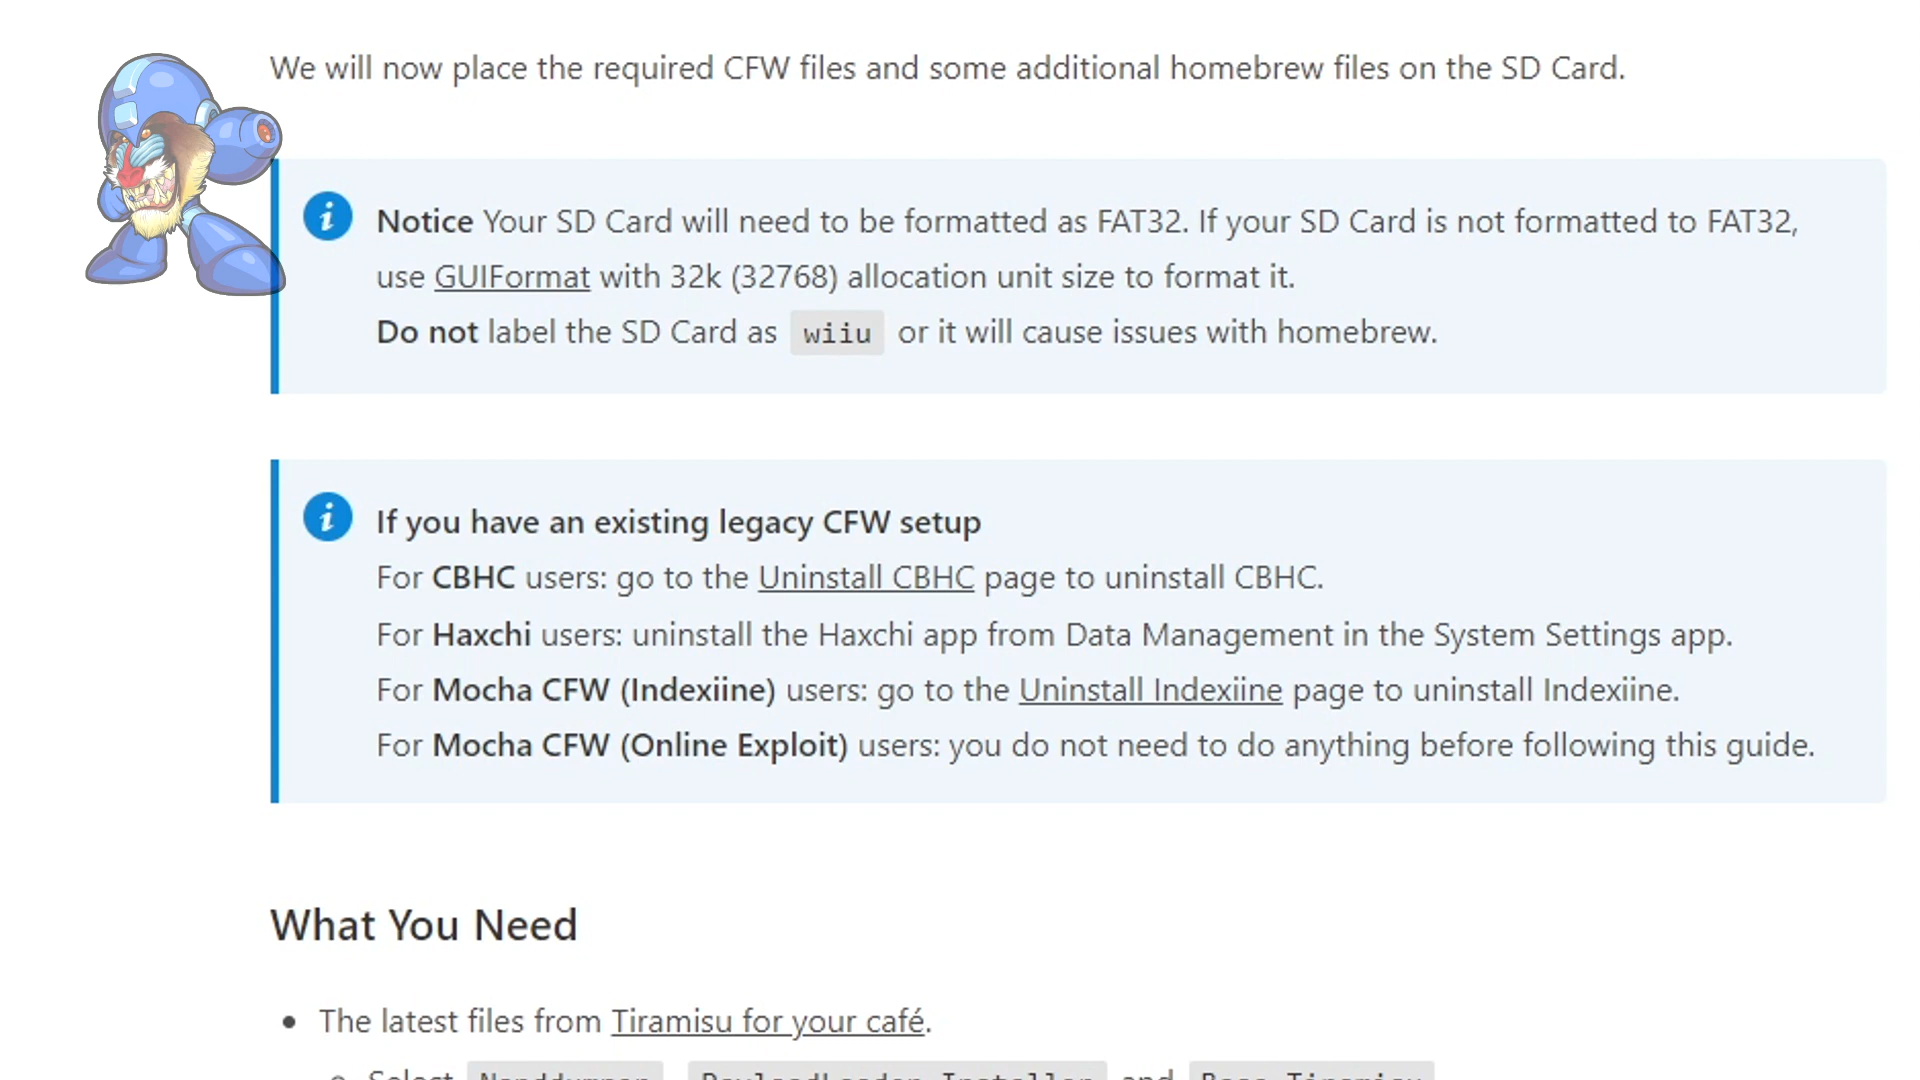 We will now place the required CFW files and some additional homebrew files on the SD Card.
Notice Your SD Card will need to be formatted as FAT32. If your SD Card is not formatted to FAT32,
use GUIFormat with 32k (32768) allocation unit size to format it.
Do not label the SD Card as wiiu or it will cause issues with homebrew.
If you have an existing legacy CFW setup
For CBHC users: go to the Uninstall CBHC page to uninstall CBHC.
For Haxchi users: uninstall the Haxchi app from Data Management in the System Settings app.
For Mocha CFW (Indexiine) users: go to the Uninstall Indexiine page to uninstall Indexiine.
For Mocha CFW (Online Exploit) users: you do not need to do anything before following this guide.
What You Need
• The latest files from Tiramisu for your café.
Select Nanddumper PayloadLoader Installer and Base Tiramisu